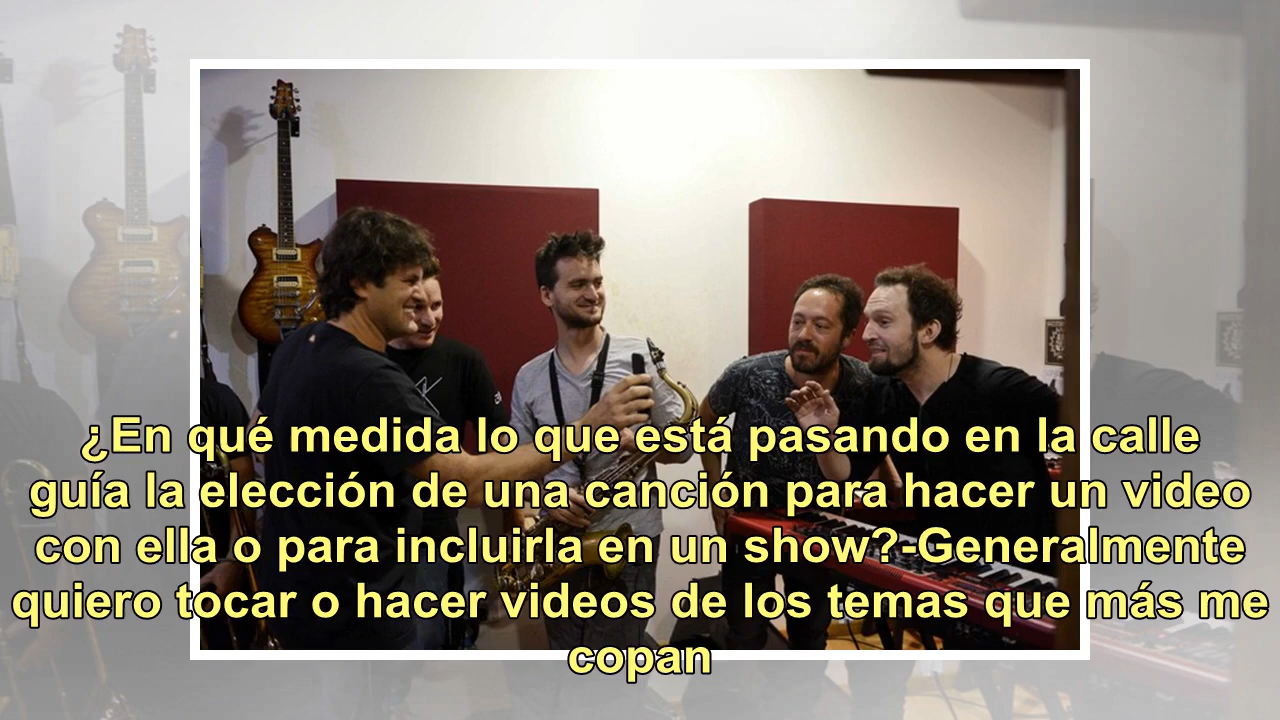 ¿En qué medida lo que está pasando en la calle
guía la elección de una canción para hacer un video
con ella o para incluirla en un show?-Generalmente
quiero tocar o hacer videos de los temas que más me
copan